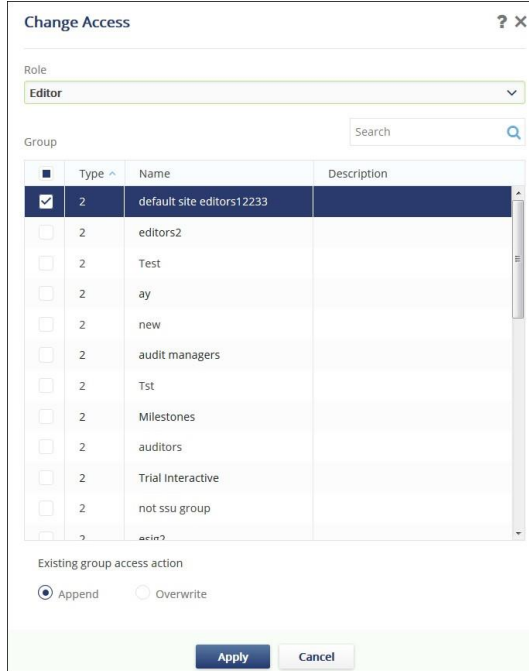 Change Access ? ×
Role
Editor
Group
Search
Type Name Description
2 default site editors12233
2 editors2
2 Test
2 ay
2 new
2 audit managers
2 Tst
2 Milestones
2 auditors
2 Trial Interactive
2 not ssu group
2 esig2
Existing group access action
Append Overwrite
Apply Cancel